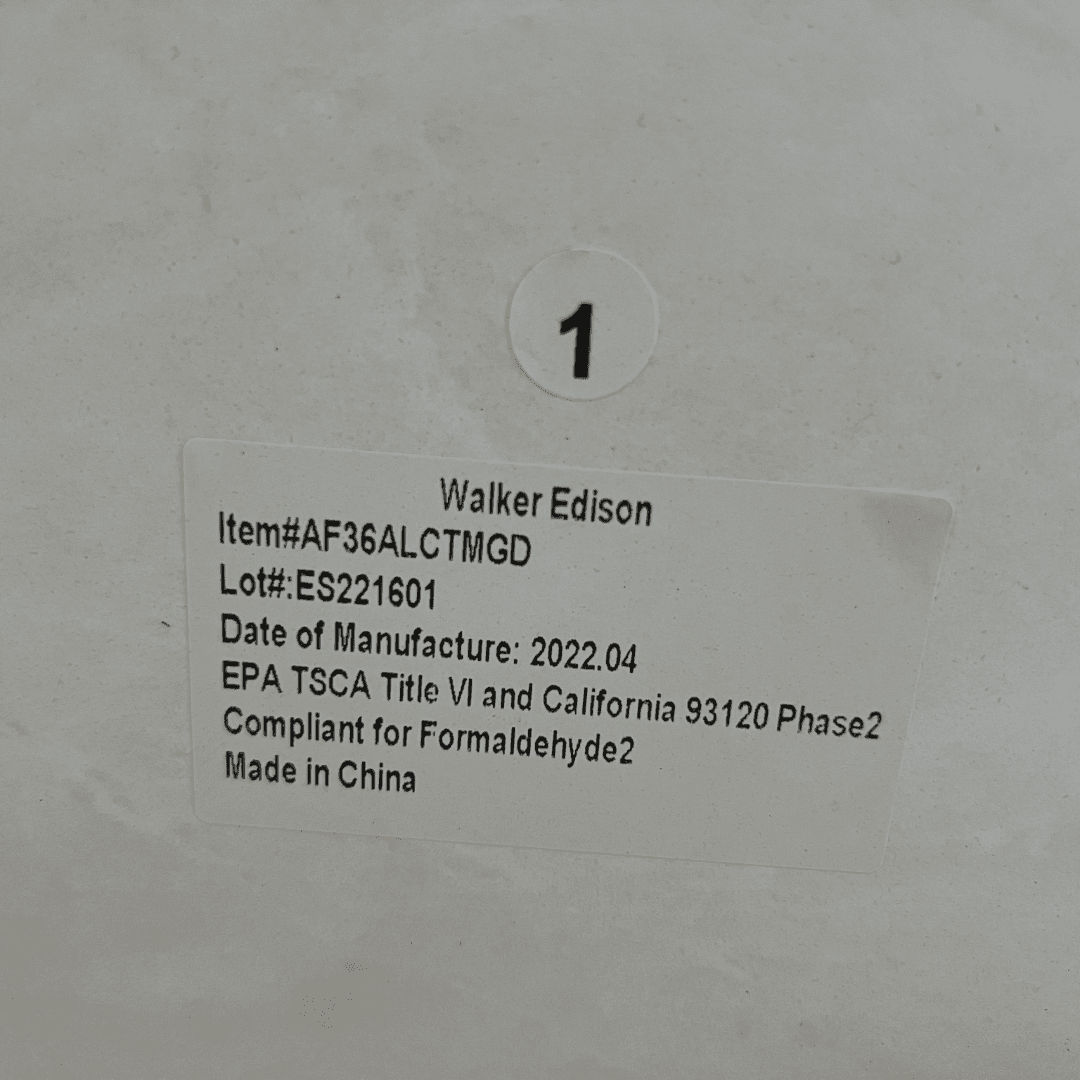 1
Walker Edison
Item#AF36ALCTMGD
Lot#:ES221601
Date of Manufacture: 2022.04
EPA TSCA Title VI and California 93120 Phase2
Compliant for Formaldehyde2
Made in China